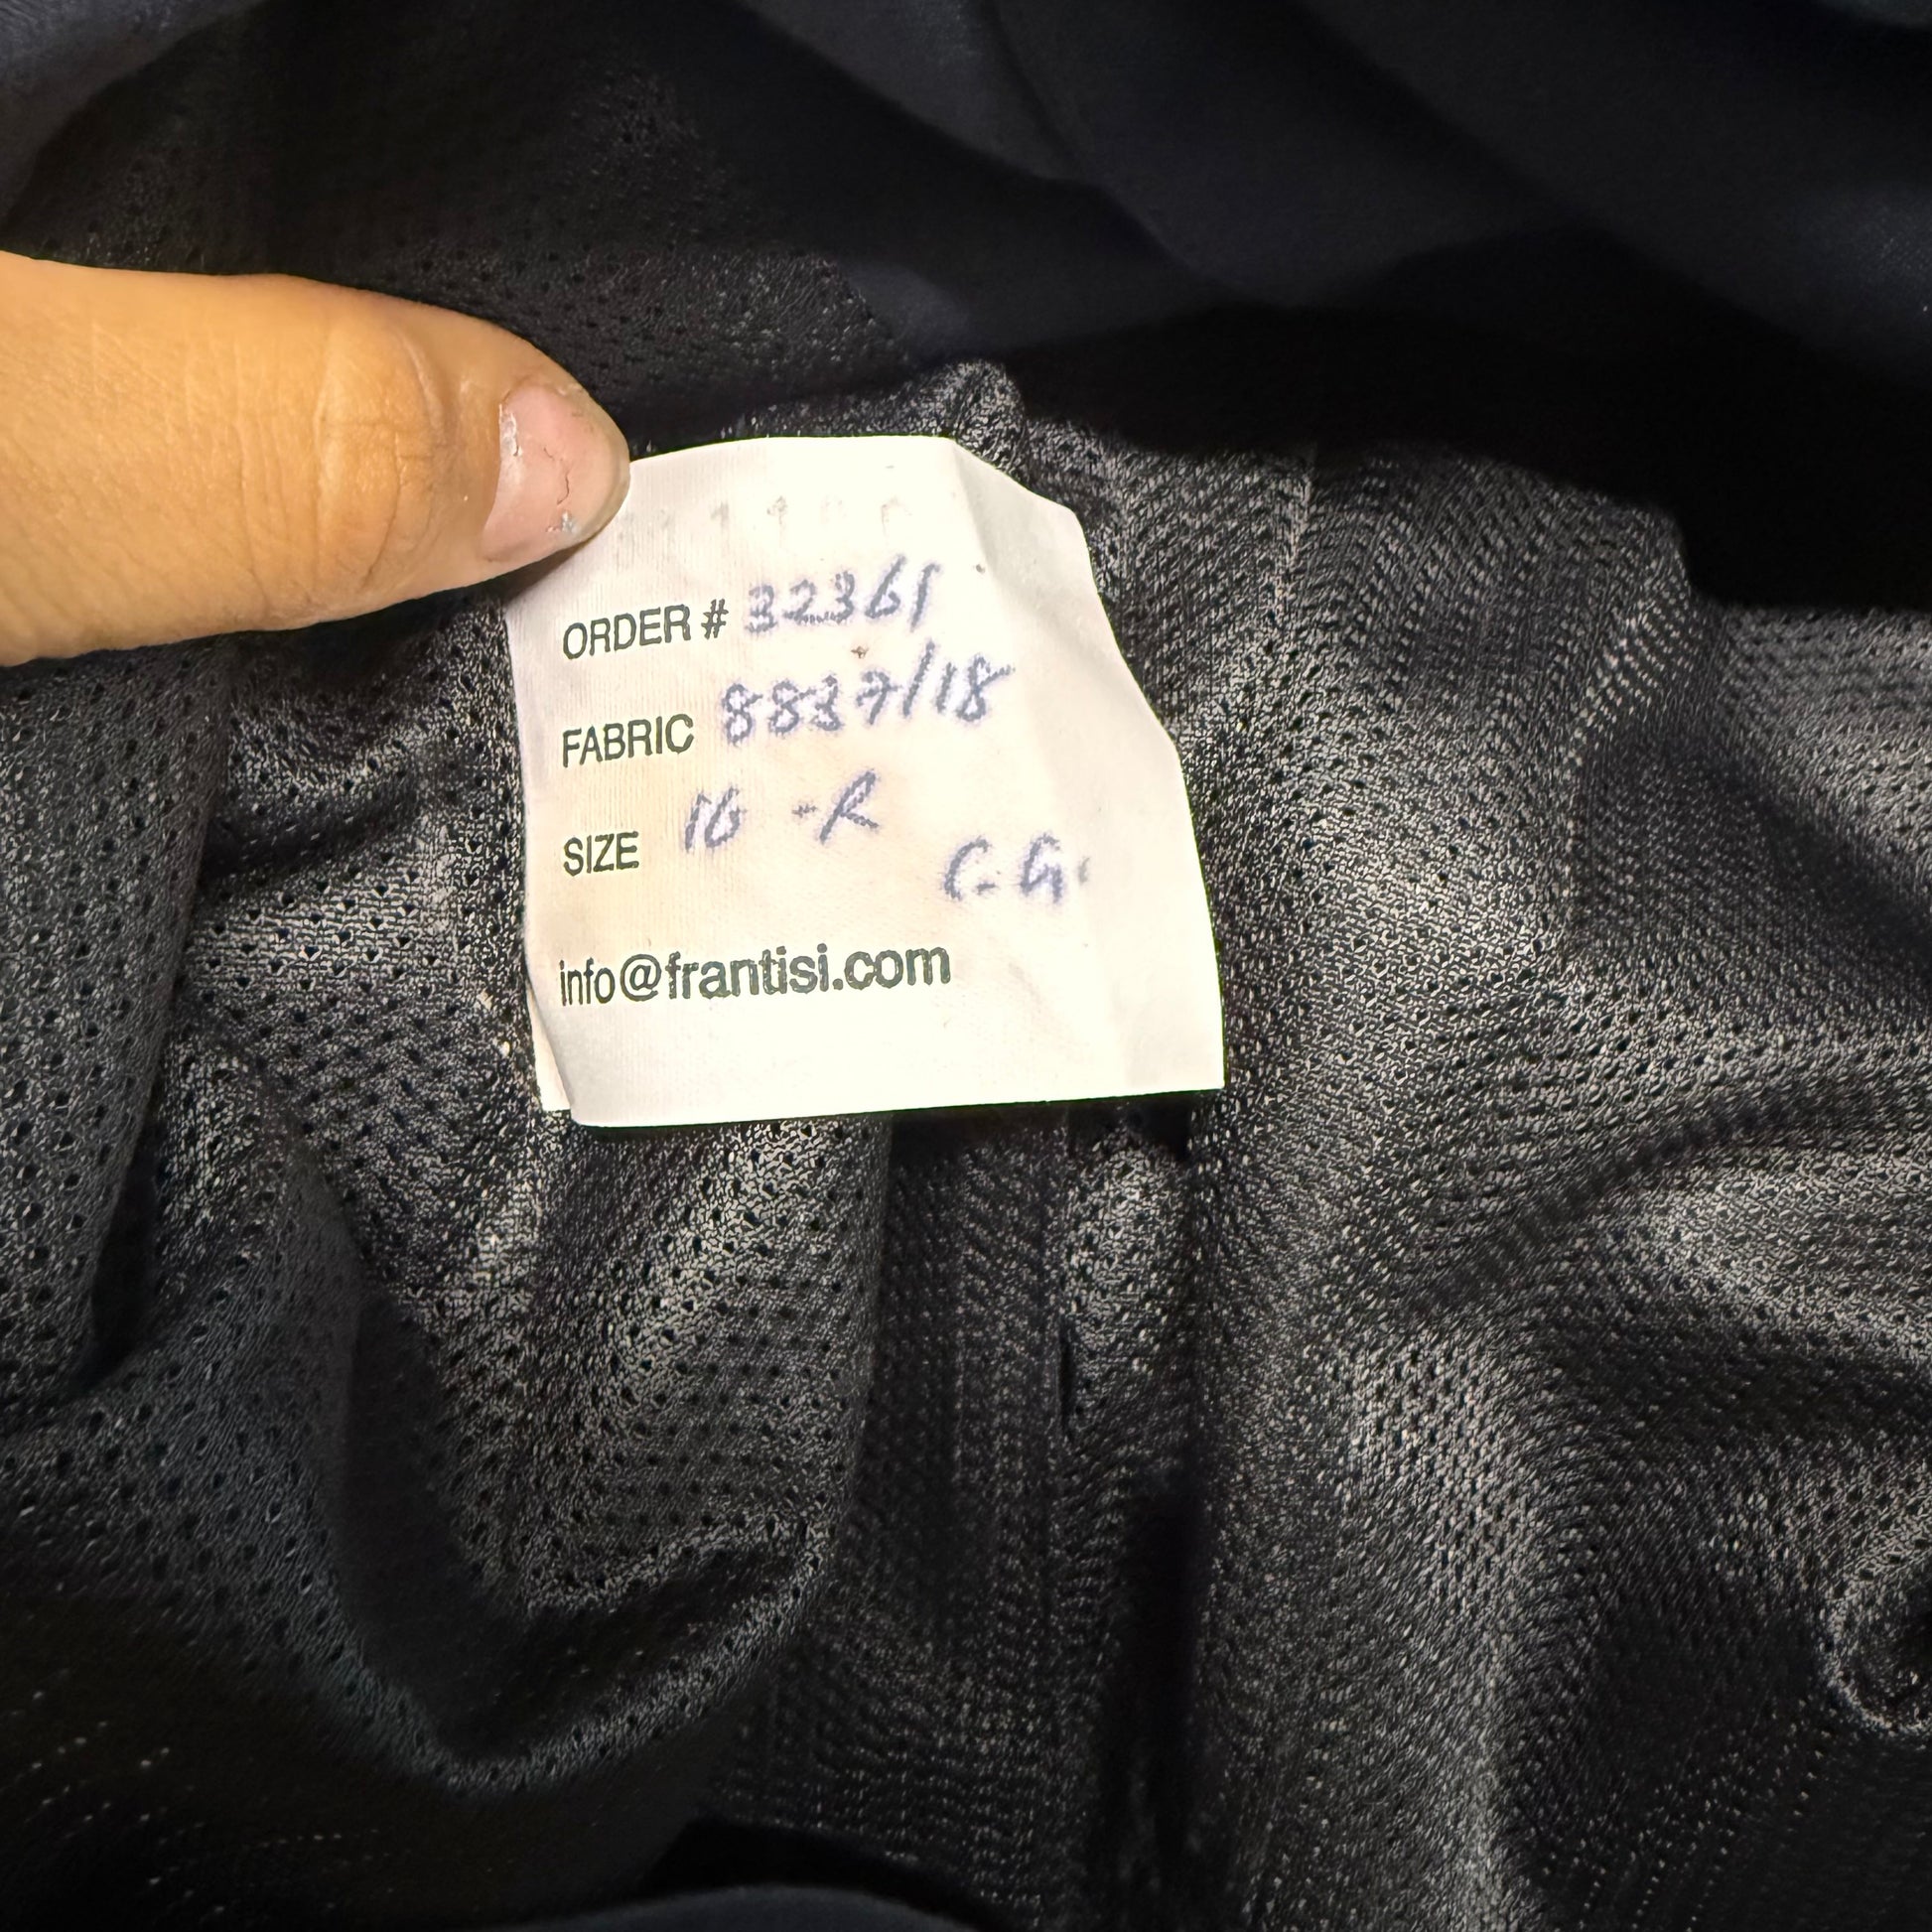 ORDER # 32361
FABRIC 8837/18
SIZE 16 -R
C.G.
info@frantisi.com